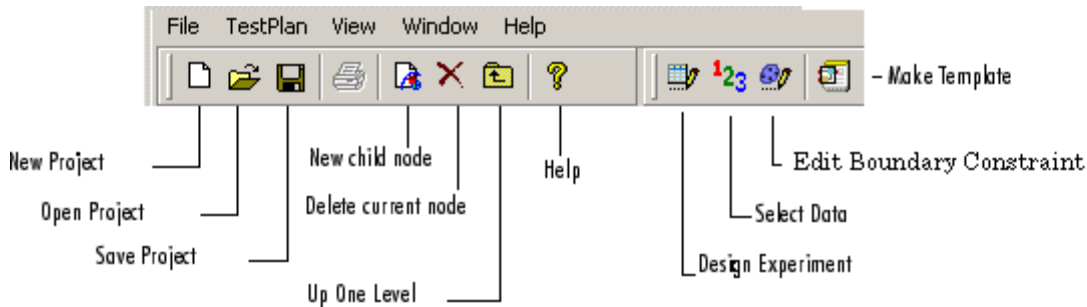 File TestPlan View Window Help
123
– Make Template
New Project
New child node
Help
Edit Boundary Constraint
Open Project
Delete current node
Select Data
Save Project
Design Experiment
Up One Level